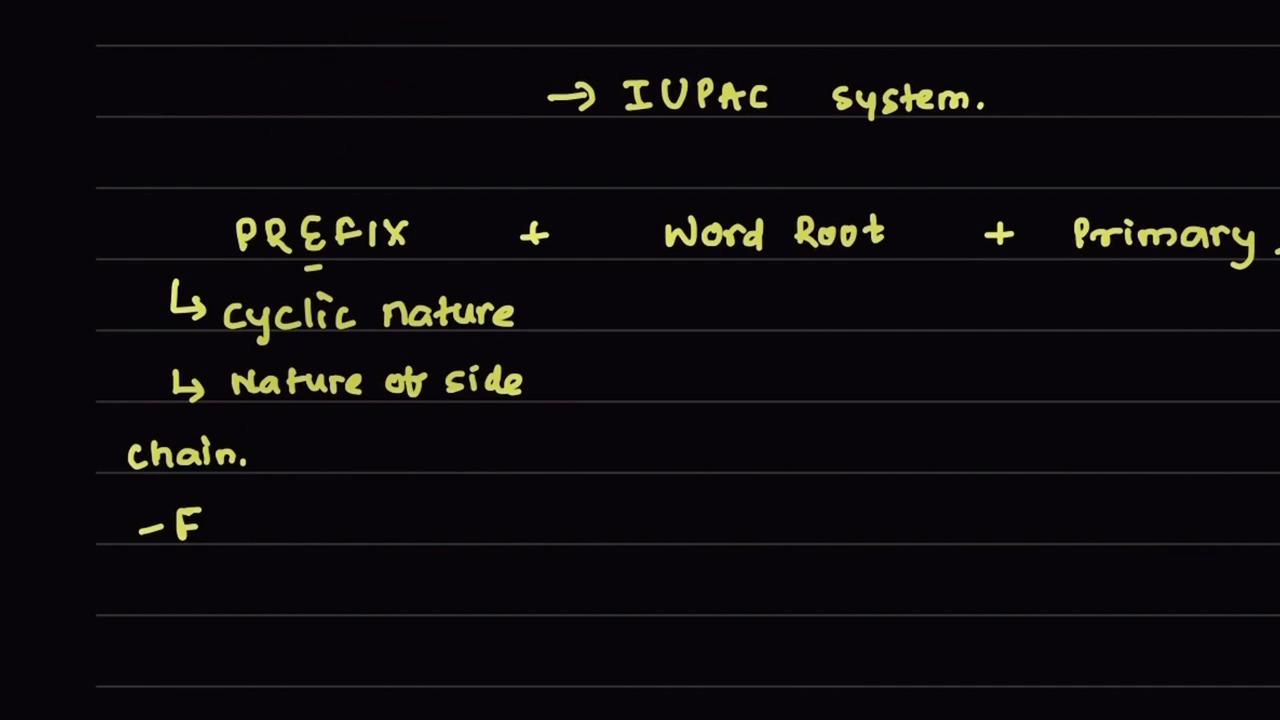 → IUPAC system.
PREFIX + Word Root + Primary.
↳ cyclic nature
↳ Nature of side
chain.
- F